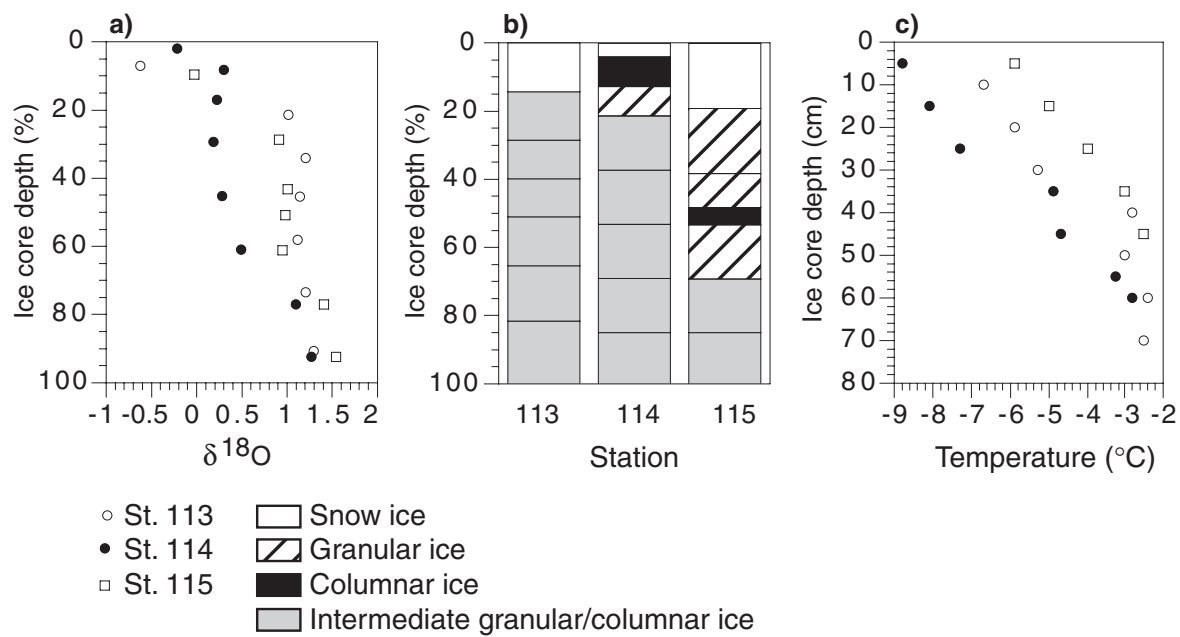 a)
Ice core depth (%)
0
20
40
60
80
100
-1 -0.5 0 0.5 1 1.5 2
δ 18O
b)
Ice core depth (%)
0
20
40
60
80
100
113 114 115
Station
c)
Ice core depth (cm)
0
10
20
30
40
50
60
70
80
-9 -8 -7 -6 -5 -4 -3 -2
Temperature (°C)
St. 113
St. 114
St. 115
Snow ice
Granular ice
Columnar ice
Intermediate granular/columnar ice